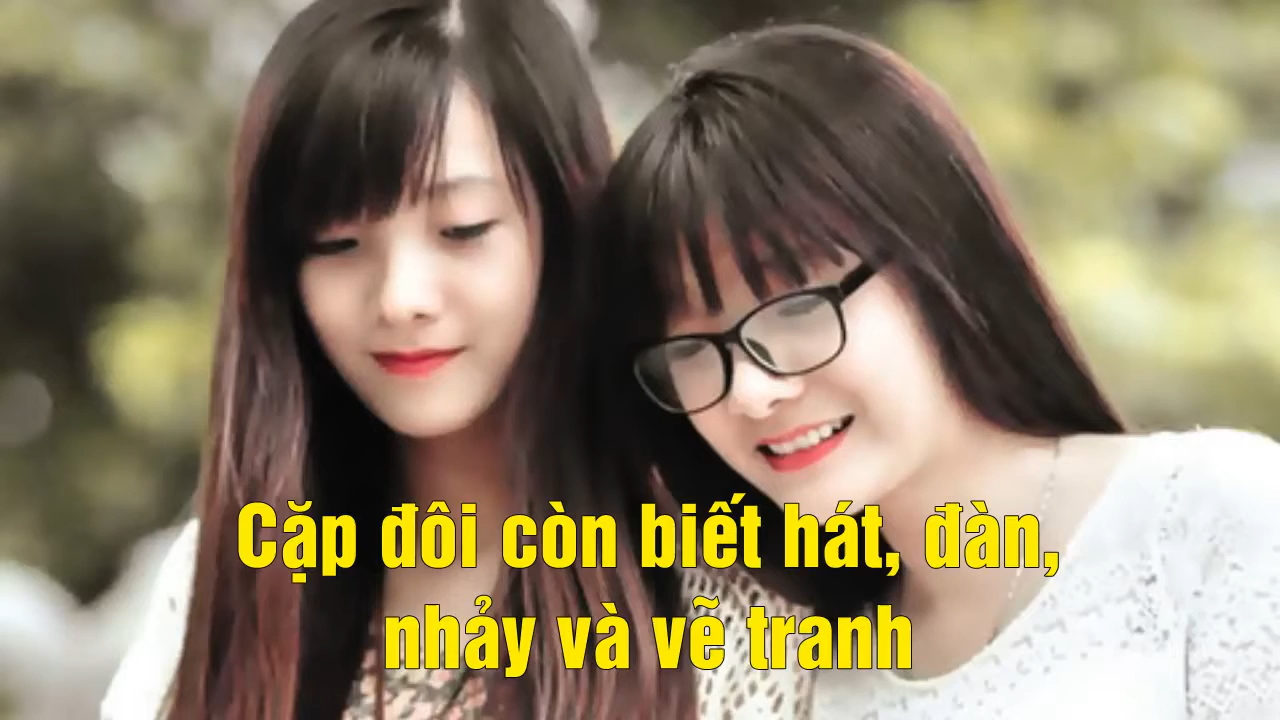 Cặp đôi còn biết hát, đàn,
nhảy và vẽ tranh